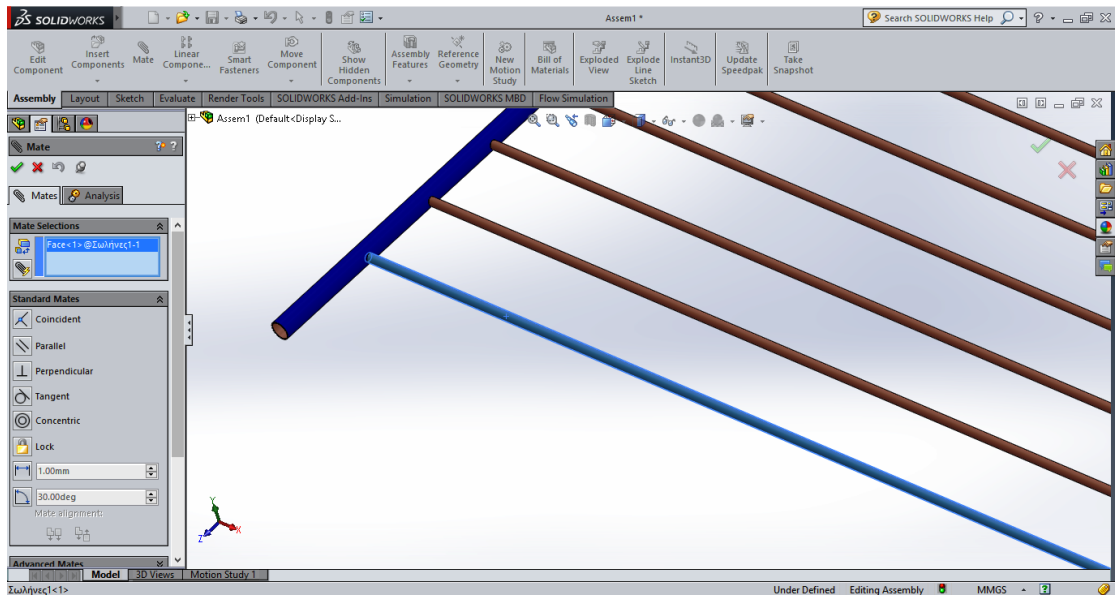 SOLIDWORKS
Assem1 *
Search SOLIDWORKS Help
Edit Component
Insert Components
Mate
Linear Compone...
Smart Fasteners
Move Component
Show Hidden Components
Assembly Features
Reference Geometry
New Motion Study
Bill of Materials
Exploded View
Explode Line Sketch
Instant3D
Update Speedpak
Take Snapshot
Assembly Layout Sketch Evaluate Render Tools SOLIDWORKS Add-Ins Simulation SOLIDWORKS MBD Flow Simulation
Assem1 (Default<Display S...
Mate
Mates Analysis
Mate Selections
Face<1>@Σωλήνες1-1
Standard Mates
Coincident
Parallel
Perpendicular
Tangent
Concentric
Lock
1.00mm
30.00deg
Mate alignment:
Advanced Mates
Y
X
Z
Model 3D Views Motion Study 1
Σωλήνες1<1>
Under Defined Editing Assembly MMGS